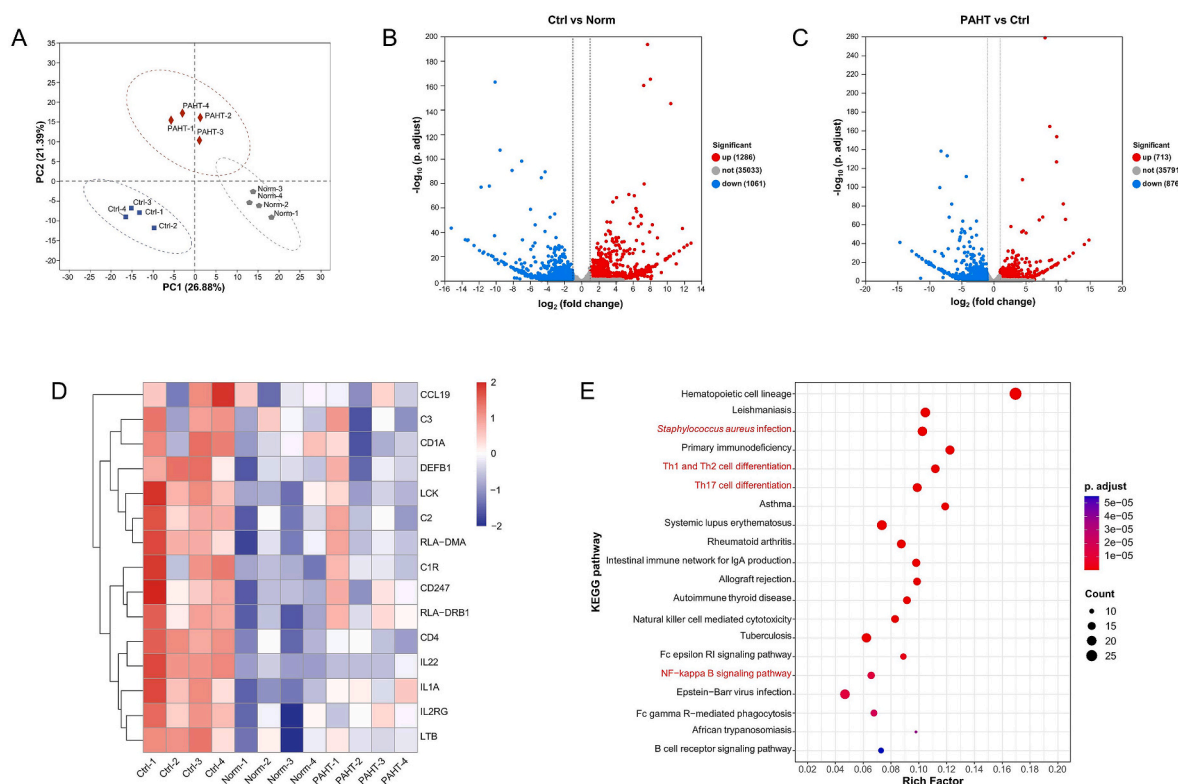 A
35
30
25
20
15
10
5
0
-5
-10
-15
-20
PC2 (21.39%)
PAHT-4
PAHT-2
PAHT-1
PAHT-3
Norm-3
Norm-4
Norm-2
Norm-1
Ctrl-3
Ctrl-4
Ctrl-1
Ctrl-2
-30 -25 -20 -15 -10 -5 0 5 10 15 20 25 30
PC1 (26.88%)
B
Ctrl vs Norm
200
180
160
140
120
100
80
60
40
20
0
-log10 (p. adjust)
-16 -14 -12 -10 -8 -6 -4 -2 0 2 4 6 8 10 12 14
log2 (fold change)
Significant
up (1286)
not (35033)
down (1061)
C
PAHT vs Ctrl
260
240
220
200
180
160
140
120
100
80
60
40
20
0
-log10 (p. adjust)
-20 -15 -10 -5 0 5 10 15 20
log2 (fold change)
Significant
up (713)
not (35791
down (876
D
CCL19
C3
CD1A
DEFB1
LCK
C2
RLA-DMA
C1R
CD247
RLA-DRB1
CD4
IL22
IL1A
IL2RG
LTB
Ctrl-1 Ctrl-2 Ctrl-3 Ctrl-4 Norm-1 Norm-2 Norm-3 Norm-4 PAHT-1 PAHT-2 PAHT-3 PAHT-4
2
1
0
-1
-2
E
KEGG pathway
Hematopoietic cell lineage
Leishmaniasis
Staphylococcus aureus infection
Primary immunodeficiency
Th1 and Th2 cell differentiation
Th17 cell differentiation
Asthma
Systemic lupus erythematosus
Rheumatoid arthritis
Intestinal immune network for IgA production
Allograft rejection
Autoimmune thyroid disease
Natural killer cell mediated cytotoxicity
Tuberculosis
Fc epsilon RI signaling pathway
NF-kappa B signaling pathway
Epstein-Barr virus infection
Fc gamma R-mediated phagocytosis
African trypanosomiasis
B cell receptor signaling pathway
0.02 0.04 0.06 0.08 0.10 0.12 0.14 0.16 0.18 0.20
Rich Factor
p. adjust
5e-05
4e-05
3e-05
2e-05
1e-05
Count
10
15
20
25